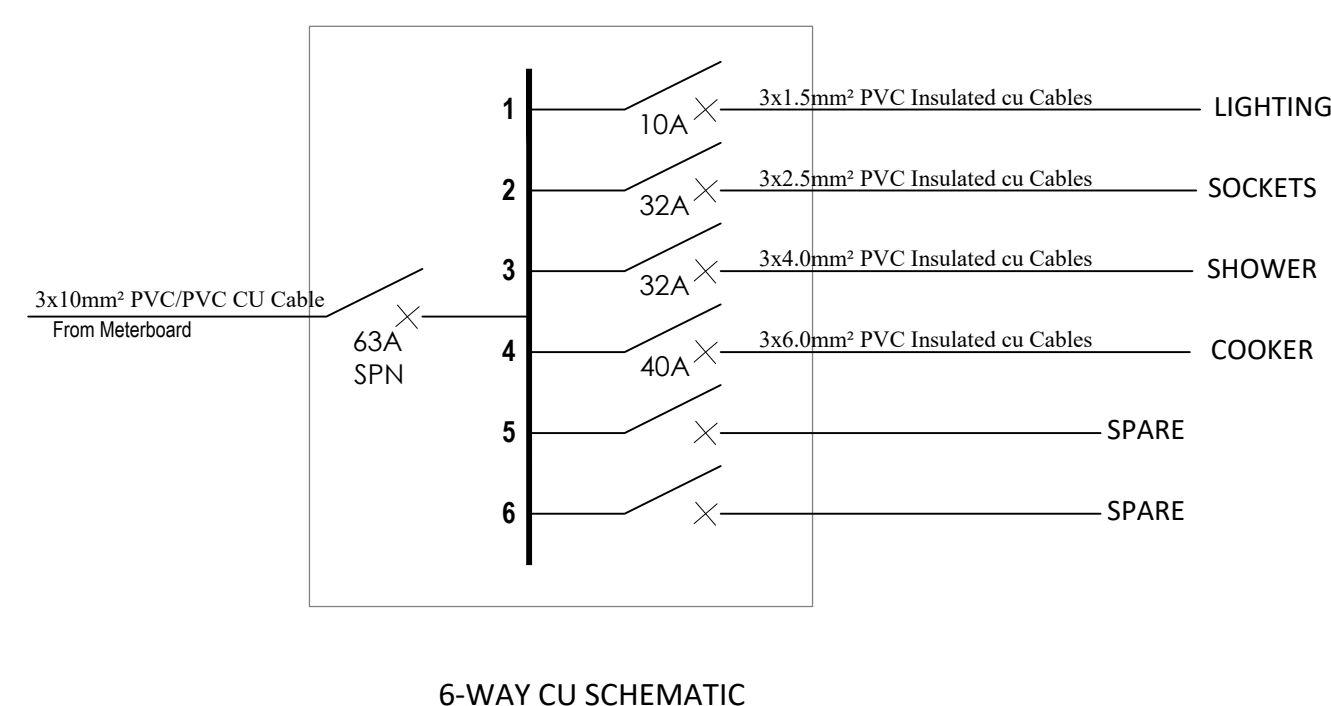 1
10A
3x1.5mm² PVC Insulated cu Cables
LIGHTING
2
32A
3x2.5mm² PVC Insulated cu Cables
SOCKETS
3
32A
3x4.0mm² PVC Insulated cu Cables
SHOWER
3x10mm² PVC/PVC CU Cable
From Meterboard
63A
SPN
4
40A
3x6.0mm² PVC Insulated cu Cables
COOKER
5
SPARE
6
SPARE
6-WAY CU SCHEMATIC